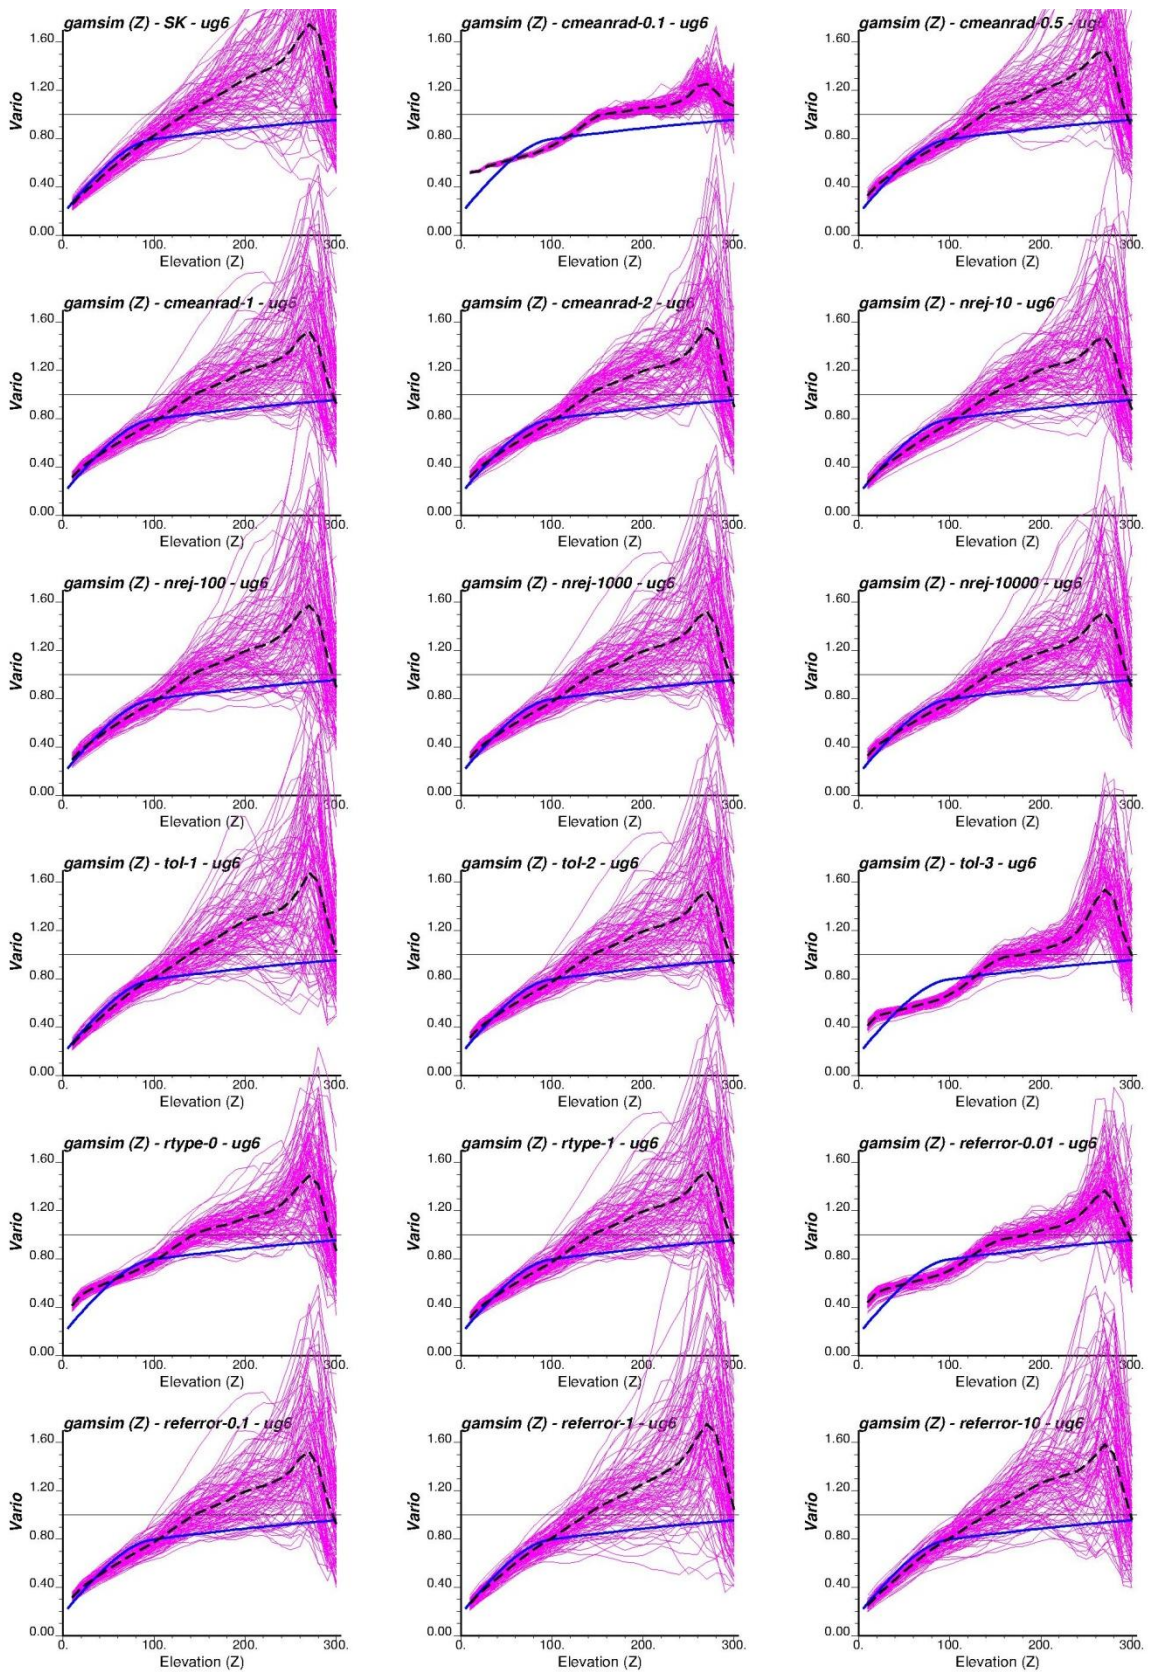 gamsim (Z) - SK - ug6
Vario
1.60
1.20
0.80
0.40
0.00
0. 100. 200. 300.
Elevation (Z)
gamsim (Z) - cmeanrad-0.1 - ug6
Vario
1.60
1.20
0.80
0.40
0.00
0. 100. 200. 300.
Elevation (Z)
gamsim (Z) - cmeanrad-0.5 - ug6
Vario
1.60
1.20
0.80
0.40
0.00
0. 100. 200. 300.
Elevation (Z)
gamsim (Z) - cmeanrad-1 - ug6
Vario
1.60
1.20
0.80
0.40
0.00
0. 100. 200. 300.
Elevation (Z)
gamsim (Z) - cmeanrad-2 - ug6
Vario
1.60
1.20
0.80
0.40
0.00
0. 100. 200. 300.
Elevation (Z)
gamsim (Z) - nrej-10 - ug6
Vario
1.60
1.20
0.80
0.40
0.00
0. 100. 200. 300.
Elevation (Z)
gamsim (Z) - nrej-100 - ug6
Vario
1.60
1.20
0.80
0.40
0.00
0. 100. 200. 300.
Elevation (Z)
gamsim (Z) - nrej-1000 - ug6
Vario
1.60
1.20
0.80
0.40
0.00
0. 100. 200. 300.
Elevation (Z)
gamsim (Z) - nrej-10000 - ug6
Vario
1.60
1.20
0.80
0.40
0.00
0. 100. 200. 300.
Elevation (Z)
gamsim (Z) - tol-1 - ug6
Vario
1.60
1.20
0.80
0.40
0.00
0. 100. 200. 300.
Elevation (Z)
gamsim (Z) - tol-2 - ug6
Vario
1.60
1.20
0.80
0.40
0.00
0. 100. 200. 300.
Elevation (Z)
gamsim (Z) - tol-3 - ug6
Vario
1.60
1.20
0.80
0.40
0.00
0. 100. 200. 300.
Elevation (Z)
gamsim (Z) - rtype-0 - ug6
Vario
1.60
1.20
0.80
0.40
0.00
0. 100. 200. 300.
Elevation (Z)
gamsim (Z) - rtype-1 - ug6
Vario
1.60
1.20
0.80
0.40
0.00
0. 100. 200. 300.
Elevation (Z)
gamsim (Z) - referror-0.01 - ug6
Vario
1.60
1.20
0.80
0.40
0.00
0. 100. 200. 300.
Elevation (Z)
gamsim (Z) - referror-0.1 - ug6
Vario
1.60
1.20
0.80
0.40
0.00
0. 100. 200. 300.
Elevation (Z)
gamsim (Z) - referror-1 - ug6
Vario
1.60
1.20
0.80
0.40
0.00
0. 100. 200. 300.
Elevation (Z)
gamsim (Z) - referror-10 - ug6
Vario
1.60
1.20
0.80
0.40
0.00
0. 100. 200. 300.
Elevation (Z)